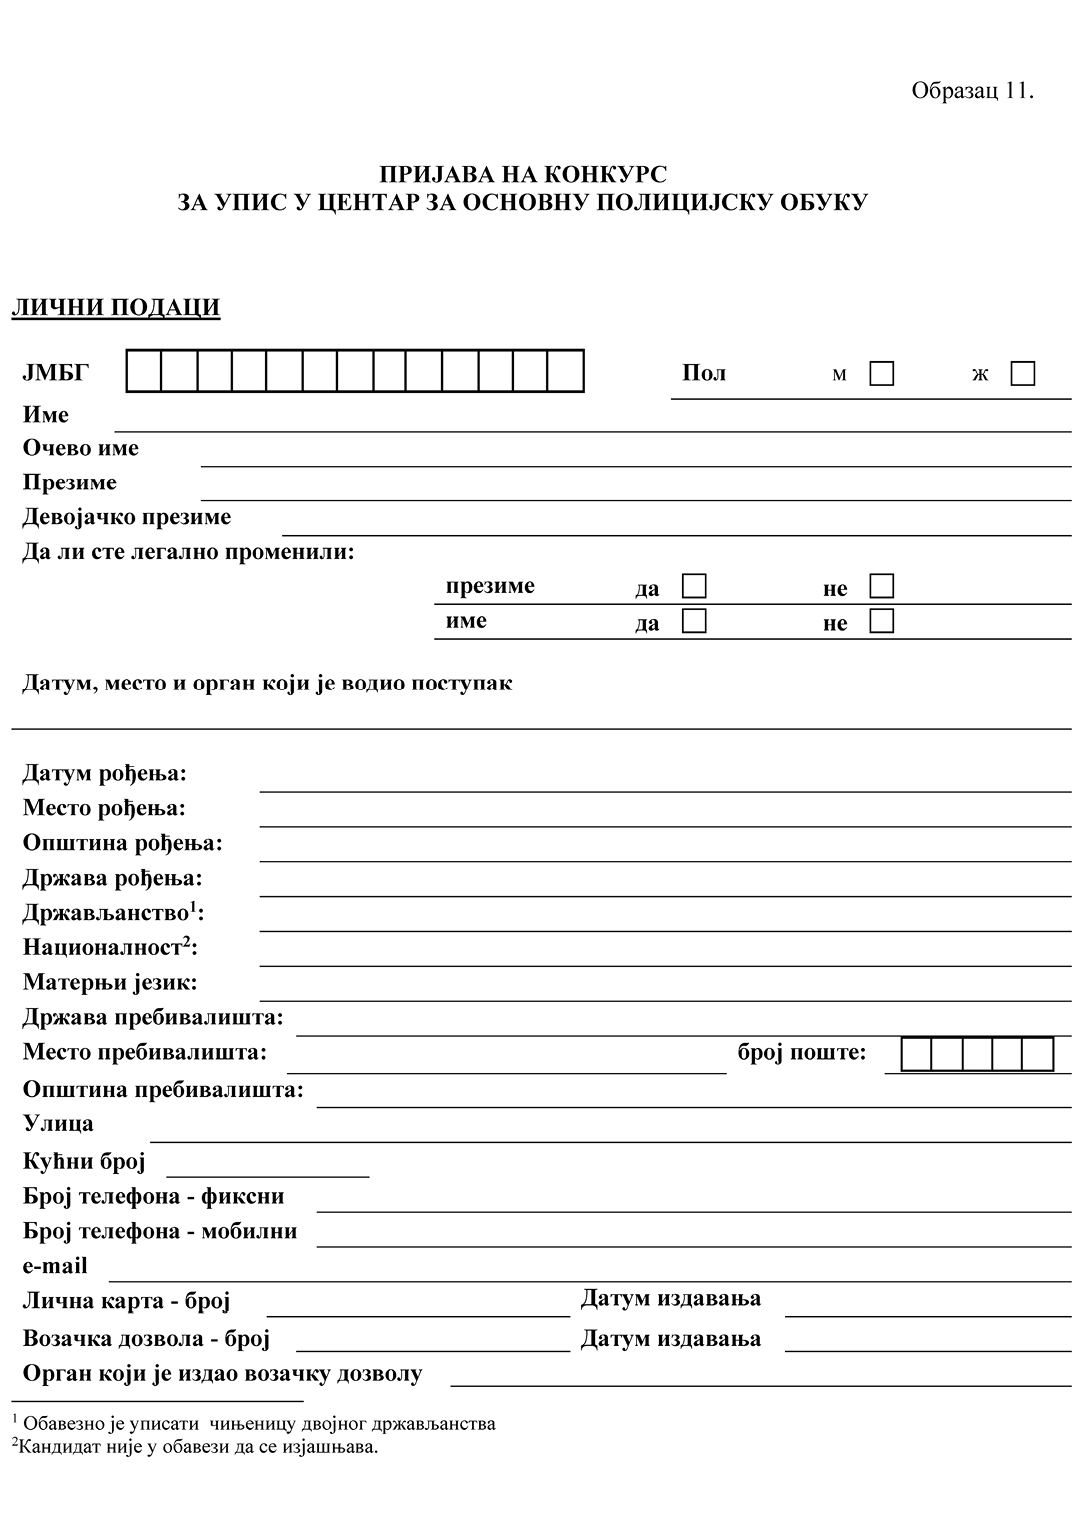 Образац 11.
ПРИЈАВА НА КОНКУРС
ЗА УПИС У ЦЕНТАР ЗА ОСНОВНУ ПОЛИЦИЈСКУ ОБУКУ
ЛИЧНИ ПОДАЦИ
ЈМБГ Пол м ж
Име
Очево име
Презиме
Девојачко презиме
Да ли сте легално променили:
презиме да не
име да не
Датум, место и орган који је водио поступак
Датум рођења:
Место рођења:
Општина рођења:
Држава рођења:
Држављанство¹:
Националност²:
Матерњи језик:
Држава пребивалишта:
Место пребивалишта: број поште:
Општина пребивалишта:
Улица
Кућни број
Број телефона - фиксни
Број телефона - мобилни
e-mail
Лична карта - број Датум издавања
Возачка дозвола - број Датум издавања
Орган који је издао возачку дозволу
¹ Обавезно је уписати чињеницу двојног држављанства
²Кандидат није у обавези да се изјашњава.